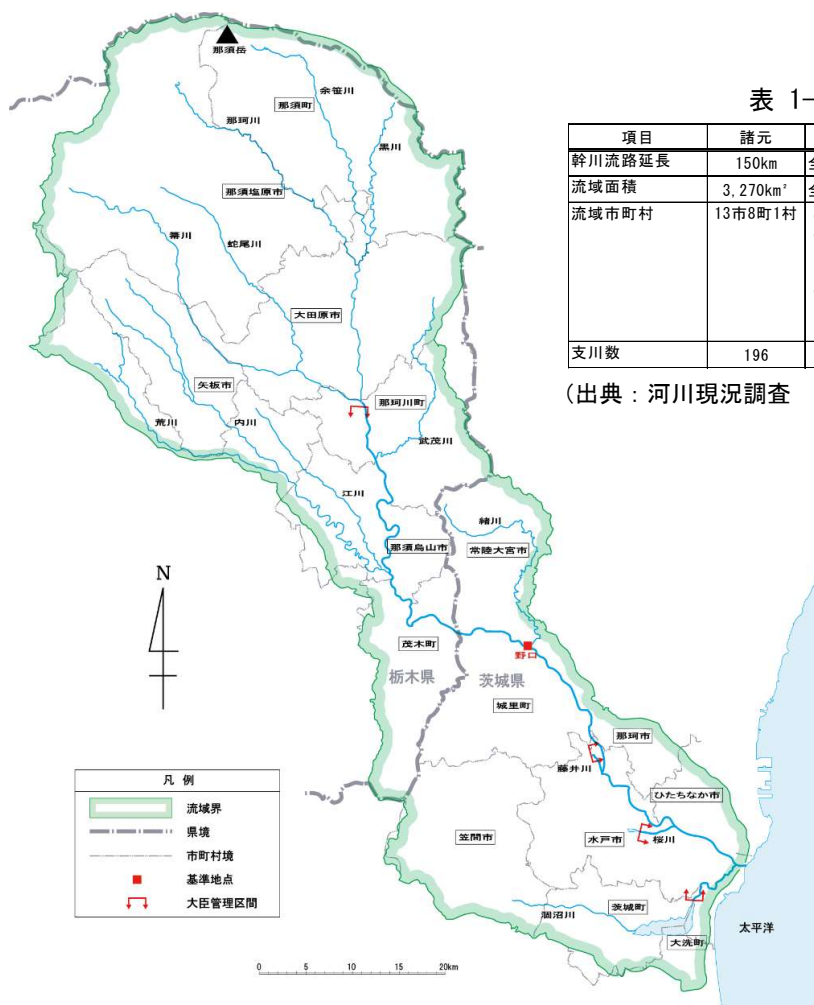 那須岳
余笹川
那須町
那珂川
黒川
那須塩原市
箒川
蛇尾川
大田原市
矢板市
那珂川町
荒川
内川
武茂川
江川
緒川
那須烏山市
常陸大宮市
N
茂木町
野口
栃木県
茨城県
城里町
那珂市
藤井川
ひたちなか市
笠間市
水戸市
桜川
茨城町
涸沼川
大洗町
太平洋
凡 例
流域界
県境
市町村境
基準地点
大臣管理区間
0 5 10 15 20km
表 1-
項目 諸元
幹川流路延長 150km 全
流域面積 3,270km² 全
流域市町村 13市8町1村
支川数 196
(出典：河川現況調査